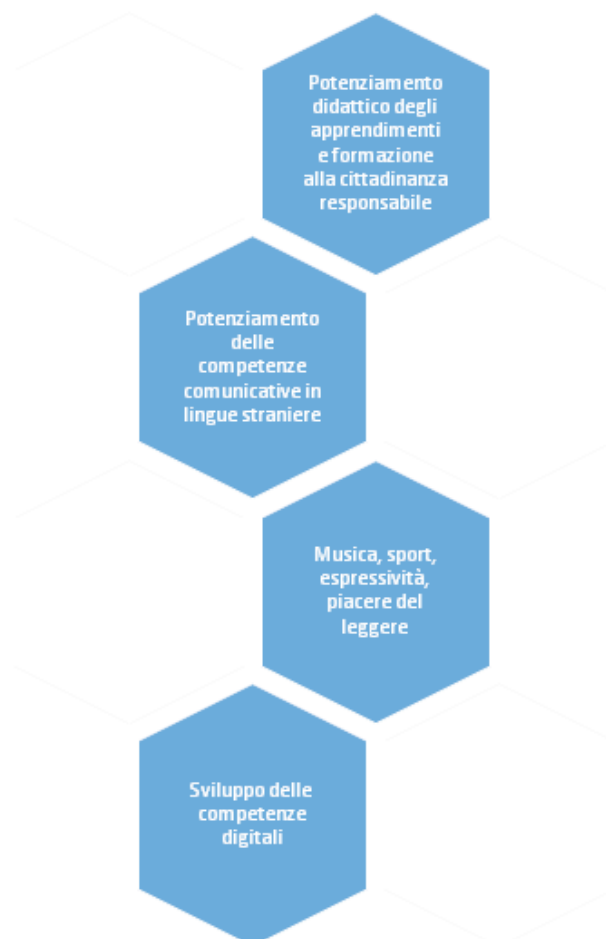 Potenziamento
didattico degli
apprendimenti
e formazione
alla cittadinanza
responsabile
Potenziamento
delle
competenze
comunicative in
lingue straniere
Musica, sport,
espressività,
piacere del
leggere
Sviluppo delle
competenze
digitali